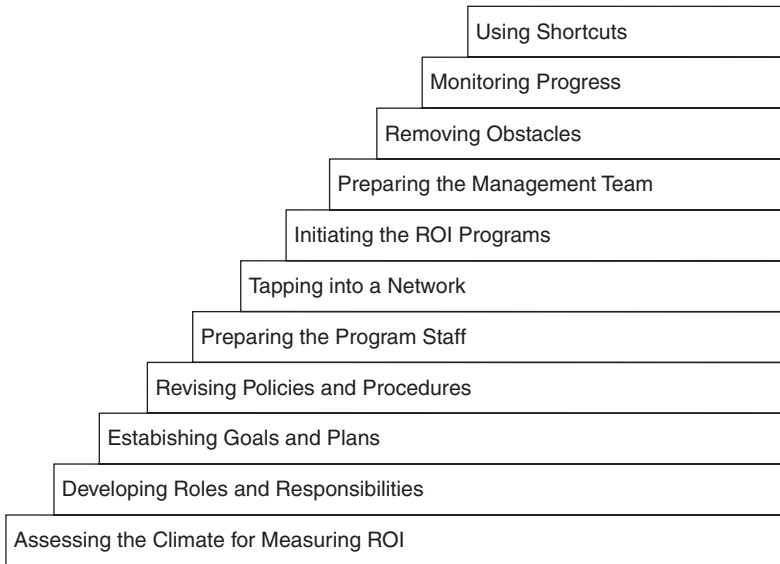 Using Shortcuts
Monitoring Progress
Removing Obstacles
Preparing the Management Team
Initiating the ROI Programs
Tapping into a Network
Preparing the Program Staff
Revising Policies and Procedures
Estabishing Goals and Plans
Developing Roles and Responsibilities
Assessing the Climate for Measuring ROI